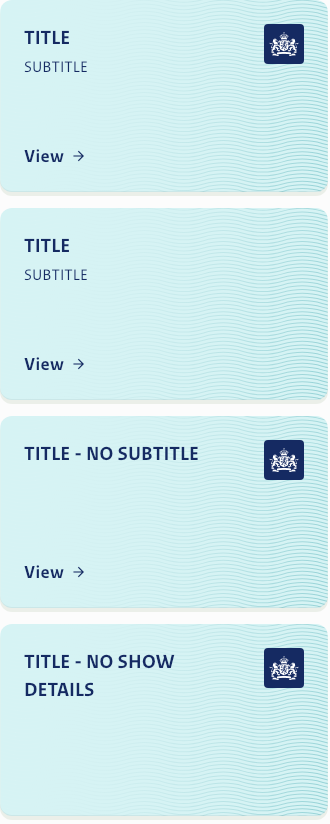 TITLE
SUBTITLE
View →
TITLE
SUBTITLE
View →
TITLE - NO SUBTITLE
View →
TITLE - NO SHOW
DETAILS